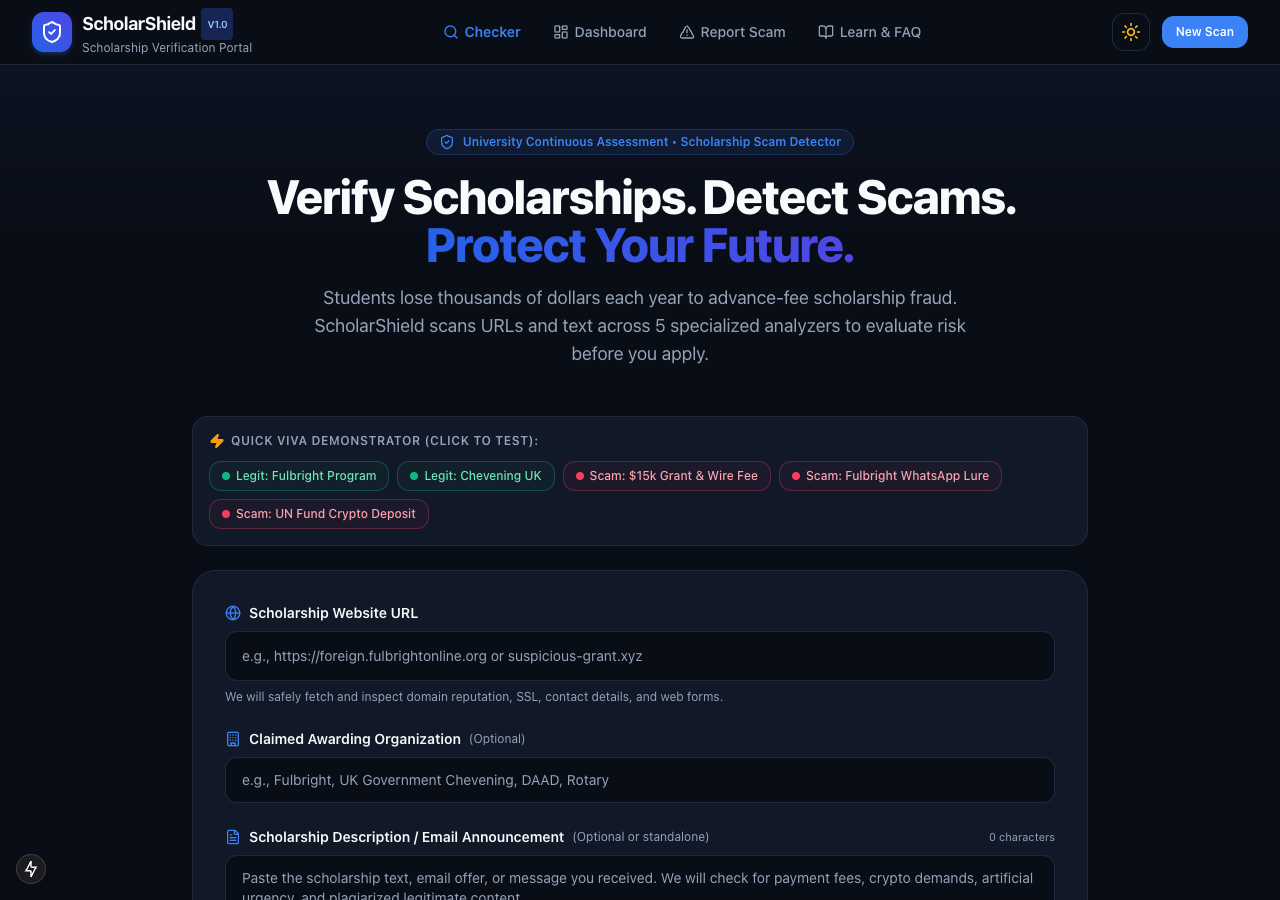 ScholarShield V1.0
Scholarship Verification Portal
Checker
Dashboard
Report Scam
Learn & FAQ
New Scan
University Continuous Assessment • Scholarship Scam Detector
Verify Scholarships. Detect Scams.
Protect Your Future.
Students lose thousands of dollars each year to advance-fee scholarship fraud.
ScholarShield scans URLs and text across 5 specialized analyzers to evaluate risk
before you apply.
QUICK VIVA DEMONSTRATOR (CLICK TO TEST):
Legit: Fulbright Program
Legit: Chevening UK
Scam: $15k Grant & Wire Fee
Scam: Fulbright WhatsApp Lure
Scam: UN Fund Crypto Deposit
Scholarship Website URL
e.g., https://foreign.fulbrightonline.org or suspicious-grant.xyz
We will safely fetch and inspect domain reputation, SSL, contact details, and web forms.
Claimed Awarding Organization (Optional)
e.g., Fulbright, UK Government Chevening, DAAD, Rotary
Scholarship Description / Email Announcement (Optional or standalone)
0 characters
Paste the scholarship text, email offer, or message you received. We will check for payment fees, crypto demands, artificial
urgency, and plagiarized legitimate content.